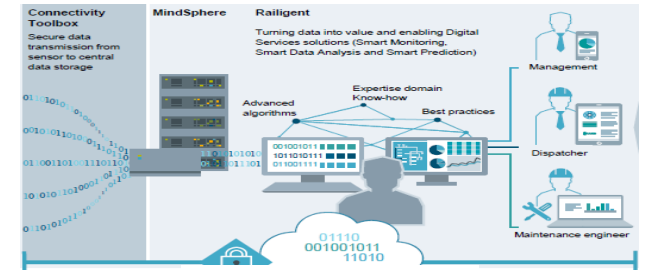 Connectivity
Toolbox
Secure data
transmission from
sensor to central
data storage
MindSphere
Railigent
Turning data into value and enabling Digital
Services solutions (Smart Monitoring,
Smart Data Analysis and Smart Prediction)
Advanced
algorithms
Expertise domain
Know-how
Best practices
001001011
1011010111
011001111
Management
Dispatcher
Maintenance engineer
01110
001001011
11010